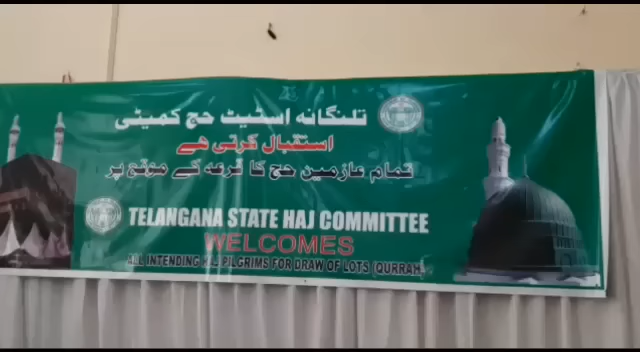 تلنگانہ اسٹیٹ حج کمیٹی
استقبال کرتی ہے
تمام عازمین حج کا قرعہ کے موقع پر
TELANGANA STATE HAJ COMMITTEE
WELCOMES
ALL INTENDING HAJ PILGRIMS FOR DRAW OF LOTS (QURRAH)